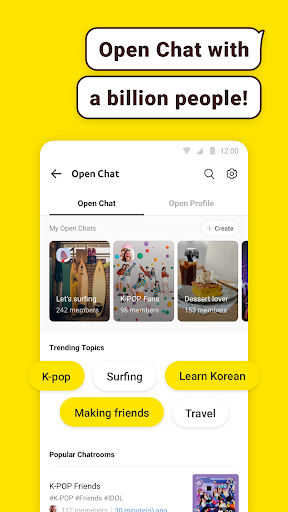 Open Chat with
a billion people!
12:00
Open Chat
Open Chat
Open Profile
My Open Chats
+ Create
Let's surfing
242 members
K-POP Fans
96 members
Dessert lover
153 members
Trending Topics
K-pop
Surfing
Learn Korean
Making friends
Travel
Popular Chatrooms
K-POP Friends
#K-POP #Friends #IDOL
112 memebers | 30 minute(s) ago